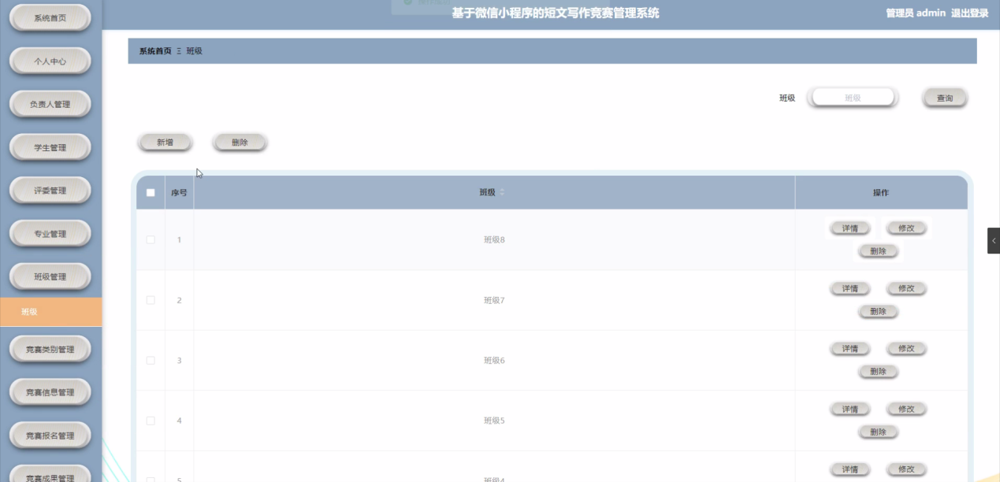 系统首页
个人中心
负责人管理
学生管理
评委管理
专业管理
班级管理
班级
竞赛类别管理
竞赛信息管理
竞赛报名管理
竞赛成果管理
基于微信小程序的短文写作竞赛管理系统
管理员 admin 退出登录
系统首页 Ξ 班级
班级 班级 查询
新增 删除
序号 班级 操作
1 班级8 详情 修改 删除
2 班级7 详情 修改 删除
3 班级6 详情 修改 删除
4 班级5 详情 修改 删除
5 班级4 详情 修改